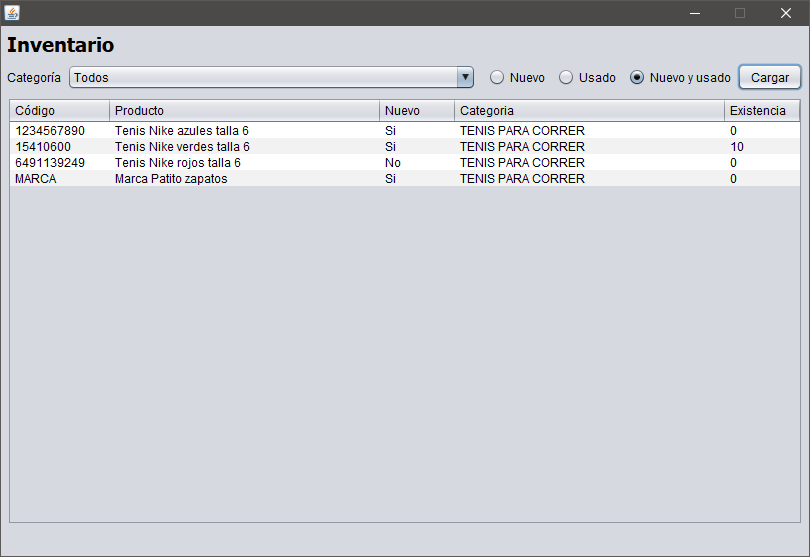 Inventario
Categoría Todos Nuevo Usado Nuevo y usado Cargar
Código Producto Nuevo Categoria Existencia
1234567890 Tenis Nike azules talla 6 Si TENIS PARA CORRER 0
15410600 Tenis Nike verdes talla 6 Si TENIS PARA CORRER 10
6491139249 Tenis Nike rojos talla 6 No TENIS PARA CORRER 0
MARCA Marca Patito zapatos Si TENIS PARA CORRER 0